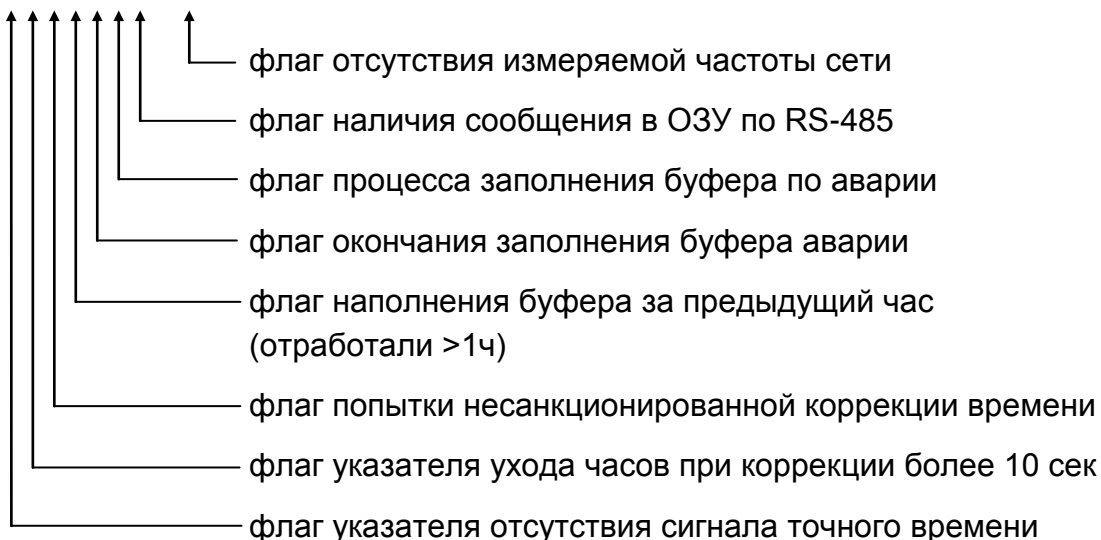 флаг отсутствия измеряемой частоты сети
флаг наличия сообщения в ОЗУ по RS-485
флаг процесса заполнения буфера по аварии
флаг окончания заполнения буфера аварии
флаг наполнения буфера за предыдущий час
(отработали >1ч)
флаг попытки несанкционированной коррекции времени
флаг указателя ухода часов при коррекции более 10 сек
флаг указателя отсутствия сигнала точного времени